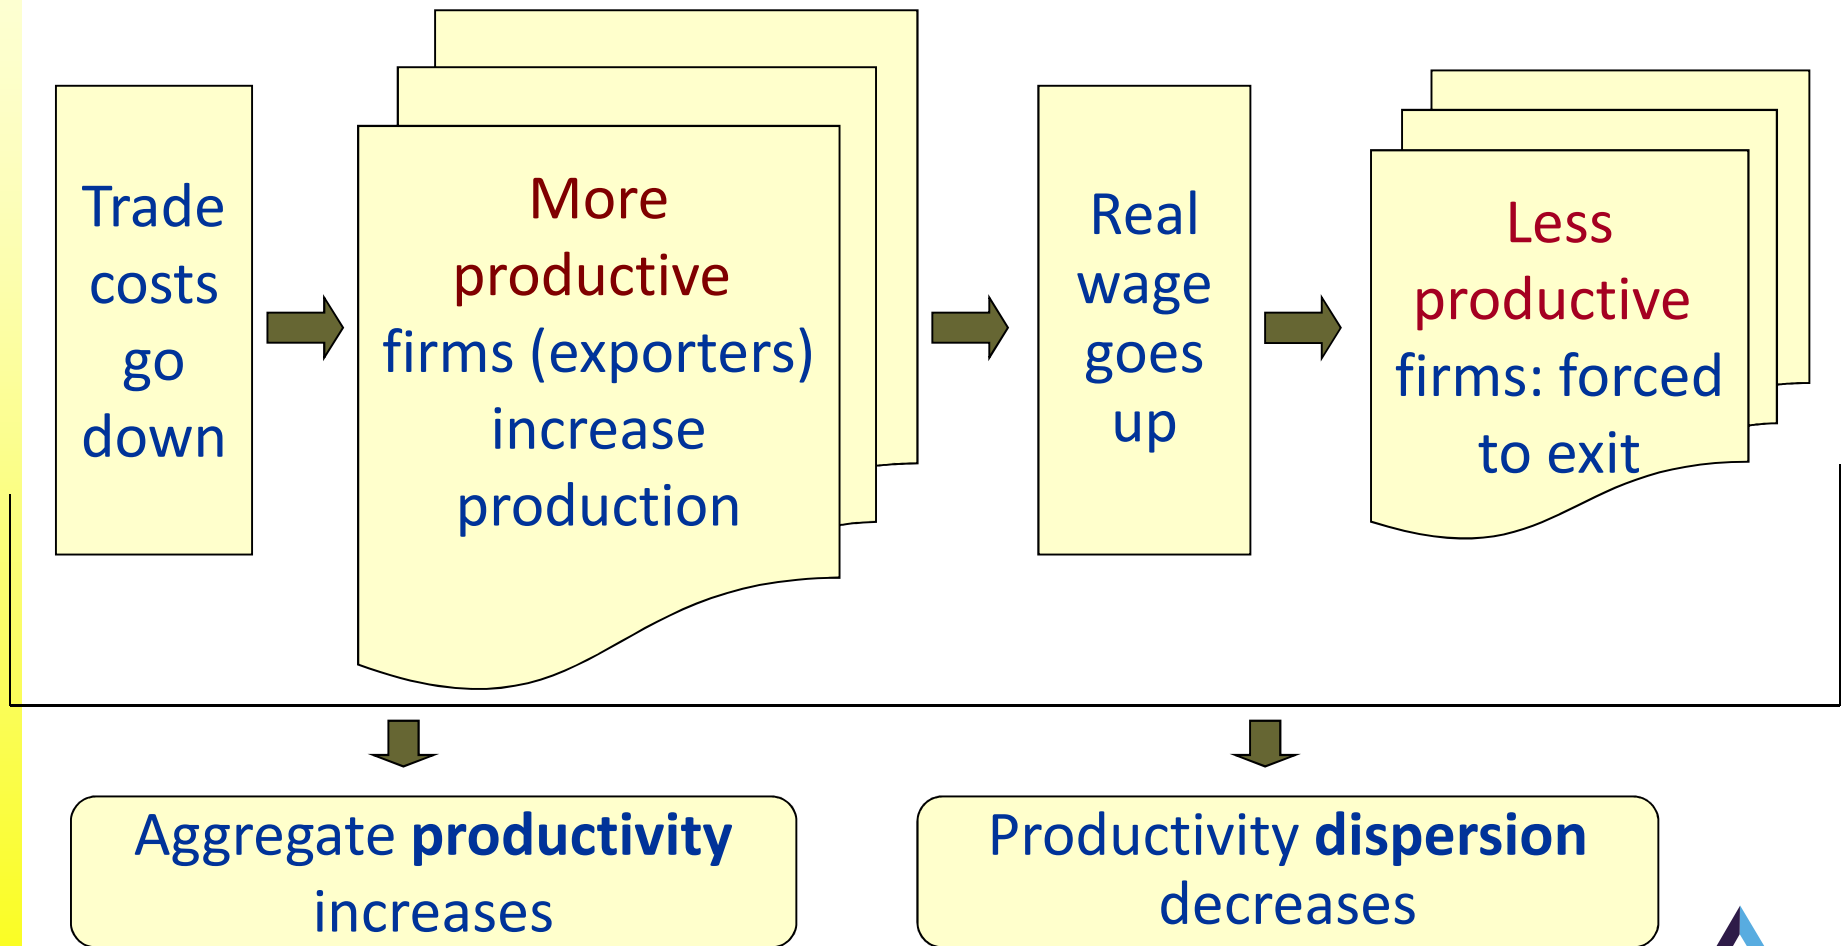 Trade
costs
go
down
More
productive
firms (exporters)
increase
production
Real
wage
goes
up
Less
productive
firms: forced
to exit
Aggregate productivity
increases
Productivity dispersion
decreases